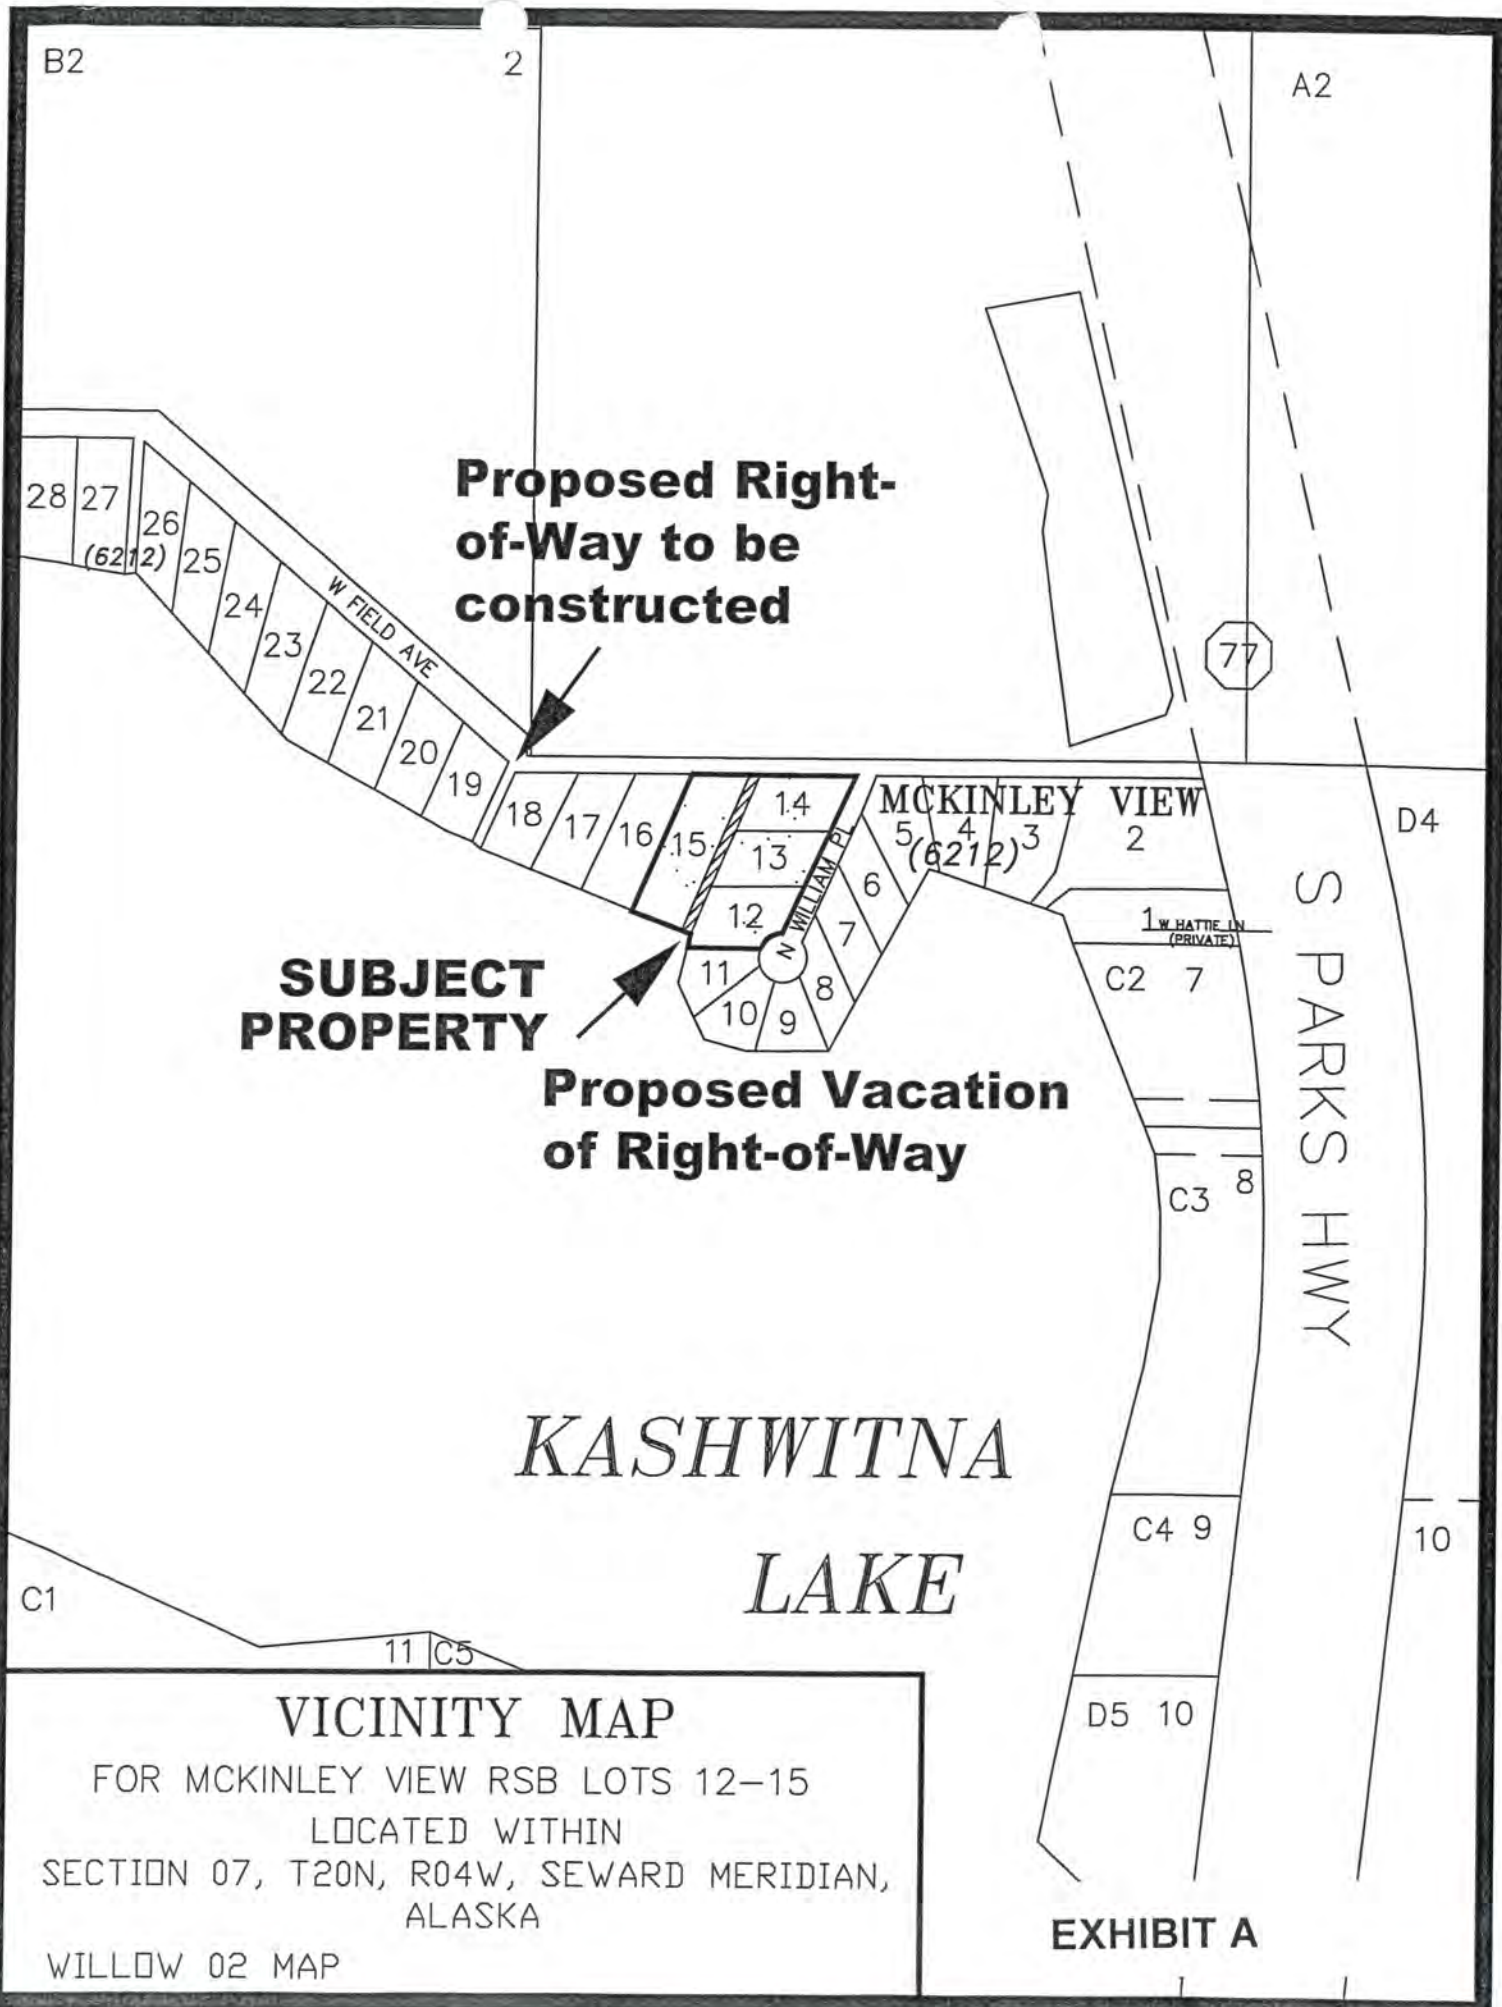 B2
2
A2
Proposed Right-
of-Way to be
constructed
28
27
(6212)
26
25
24
23
22
21
20
19
W FIELD AVE
77
18
17
16
15
14
13
12
N WILLIAM PL
MCKINLEY VIEW
5
4
3
2
(6212)
6
7
8
9
10
11
D4
1
W HATTIE LN
(PRIVATE)
C2 7
S PARKS HWY
SUBJECT
PROPERTY
Proposed Vacation
of Right-of-Way
C3 8
KASHWITNA
LAKE
C4 9
10
C1
11
C5
D5 10
VICINITY MAP
FOR MCKINLEY VIEW RSB LOTS 12-15
LOCATED WITHIN
SECTION 07, T20N, R04W, SEWARD MERIDIAN,
ALASKA
WILLOW 02 MAP
EXHIBIT A